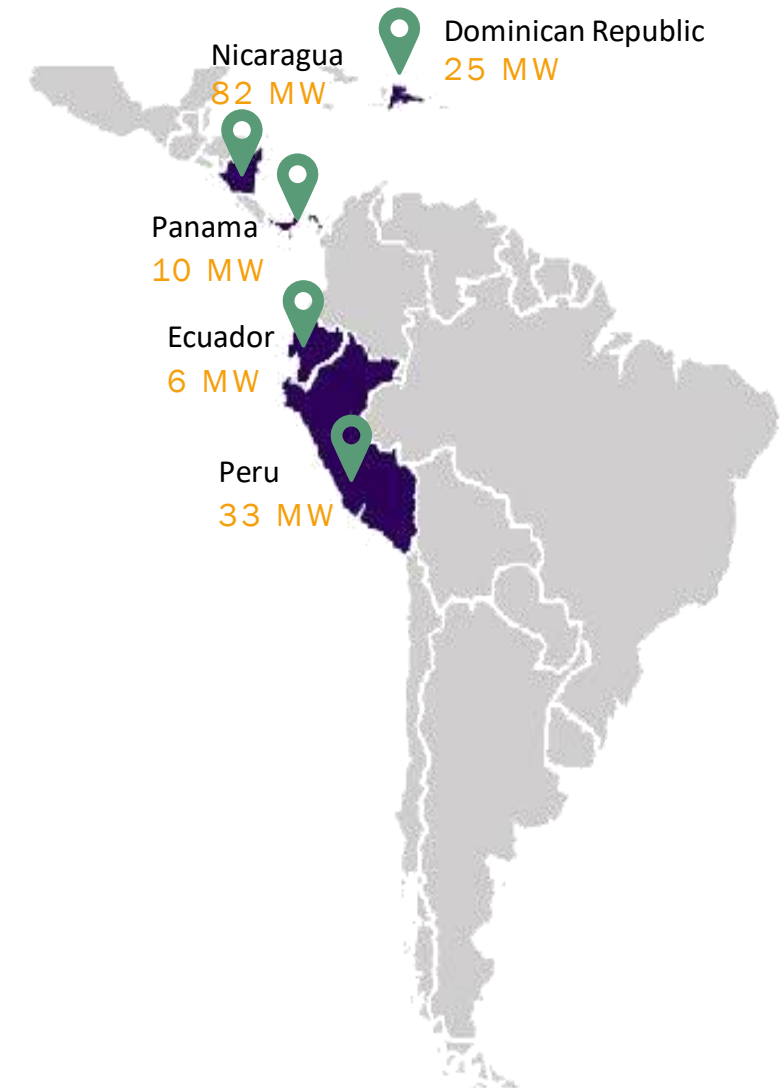 Dominican Republic
25 MW
Nicaragua
82 MW
Panama
10 MW
Ecuador
6 MW
Peru
33 MW